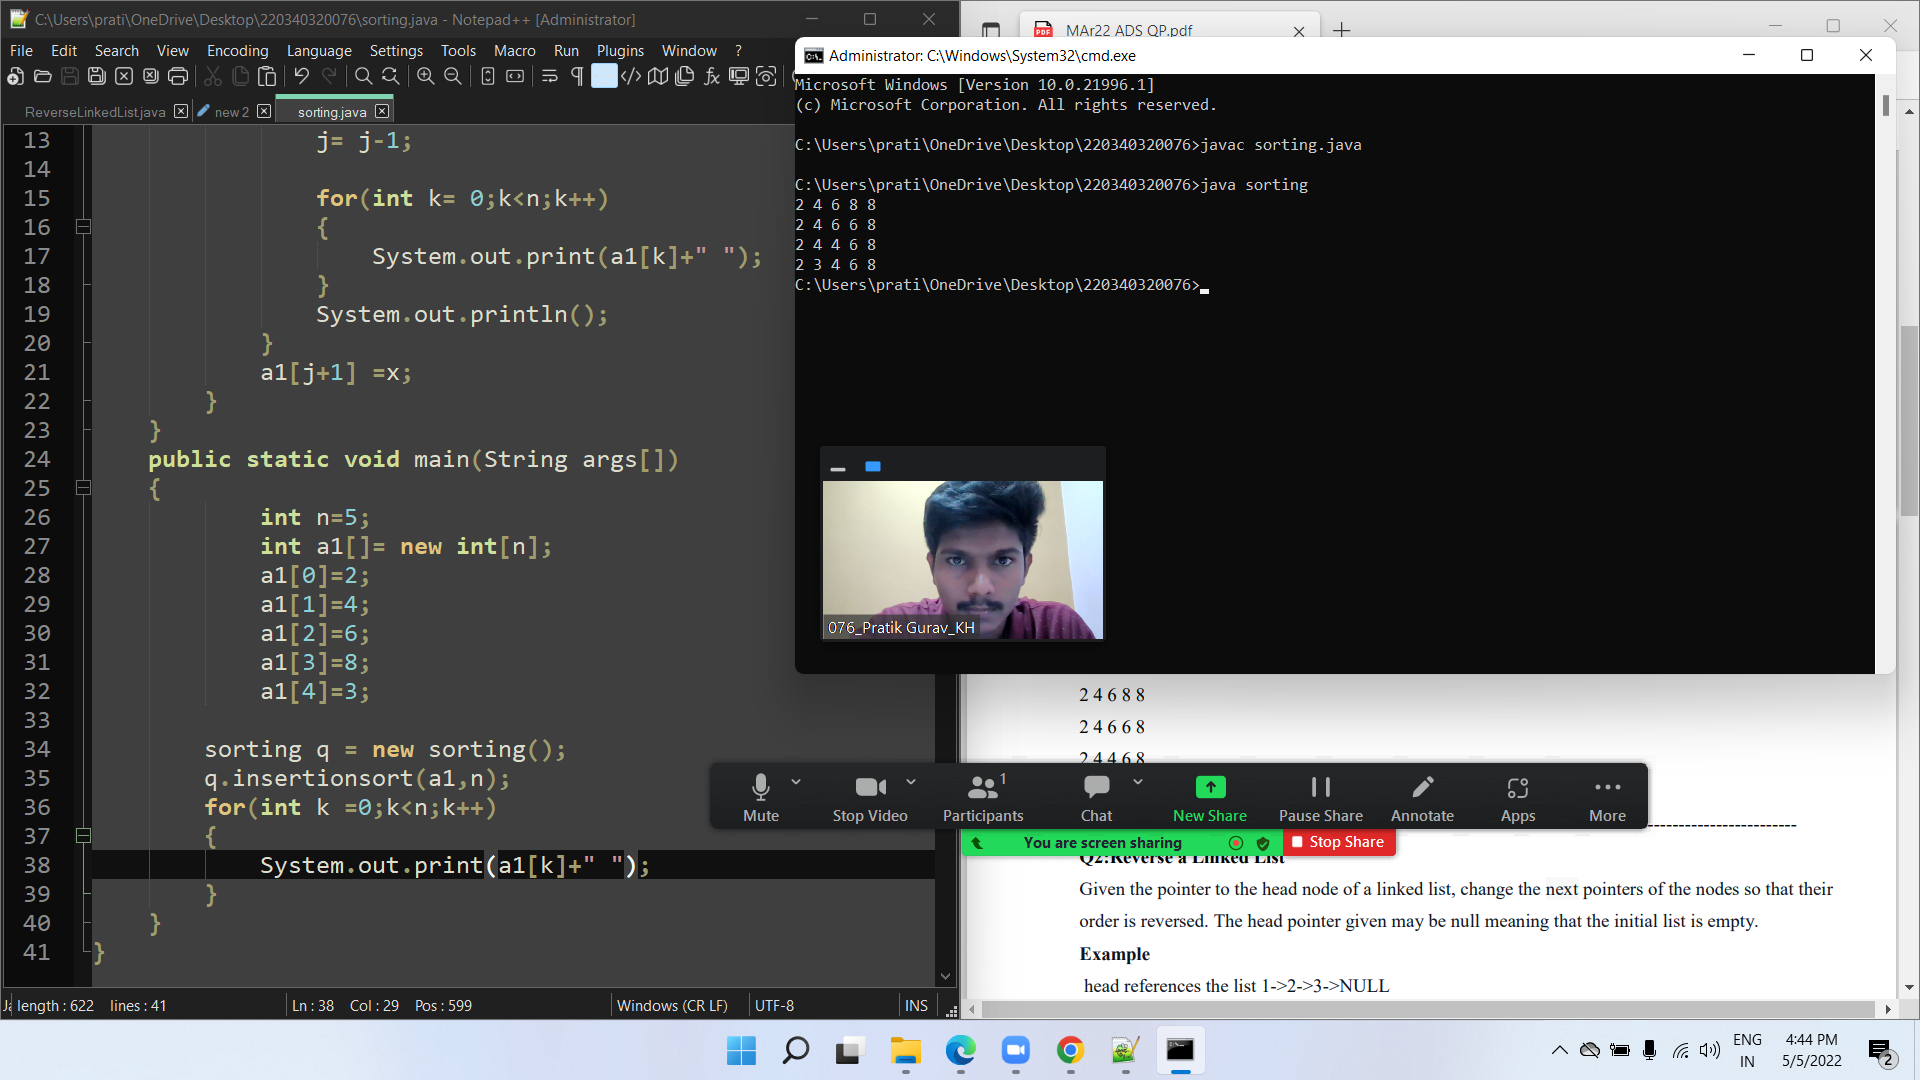 C:\Users\prati\OneDrive\Desktop\220340320076\sorting.java - Notepad++ [Administrator]
File Edit Search View Encoding Language Settings Tools Macro Run Plugins Window ?
ReverseLinkedList.java new 2 sorting.java
13 j= j-1;
14
15 for(int k= 0;k<n;k++)
16 {
17 System.out.print(a1[k]+" ");
18 }
19 System.out.println();
20 }
21 a1[j+1] =x;
22 }
23 }
24 public static void main(String args[])
25 {
26 int n=5;
27 int a1[]= new int[n];
28 a1[0]=2;
29 a1[1]=4;
30 a1[2]=6;
31 a1[3]=8;
32 a1[4]=3;
33
34 sorting q = new sorting();
35 q.insertionsort(a1,n);
36 for(int k =0;k<n;k++)
37 {
38 System.out.print(a1[k]+" ");
39 }
40 }
41 }
length : 622 lines : 41 Ln : 38 Col : 29 Pos : 599 Windows (CR LF) UTF-8 INS
MAr22 ADS QP.pdf
Administrator: C:\Windows\System32\cmd.exe
Microsoft Windows [Version 10.0.21996.1]
(c) Microsoft Corporation. All rights reserved.
C:\Users\prati\OneDrive\Desktop\220340320076>javac sorting.java
C:\Users\prati\OneDrive\Desktop\220340320076>java sorting
2 4 6 8 8
2 4 6 6 8
2 4 4 6 8
2 3 4 6 8
C:\Users\prati\OneDrive\Desktop\220340320076>
076_Pratik Gurav_KH
2 4 6 8 8
2 4 6 6 8
2 4 4 6 8
Mute Stop Video Participants 1 Chat New Share Pause Share Annotate Apps More
You are screen sharing Stop Share
Q2:Reverse a Linked List
Given the pointer to the head node of a linked list, change the next pointers of the nodes so that their
order is reversed. The head pointer given may be null meaning that the initial list is empty.
Example
head references the list 1->2->3->NULL
ENG
IN
4:44 PM
5/5/2022
2